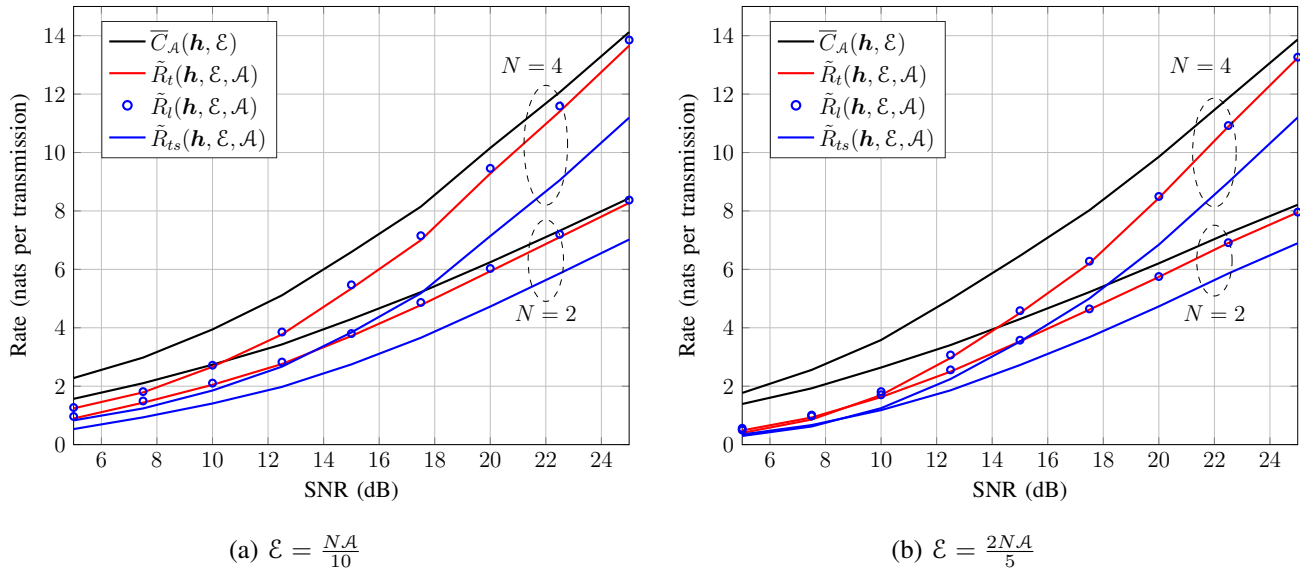 14
12
10
8
6
4
2
0
Rate (nats per transmission)
C̅_𝒜(𝒉, ℰ)
R̃_t(𝒉, ℰ, 𝒜)
R̃_l(𝒉, ℰ, 𝒜)
R̃_ts(𝒉, ℰ, 𝒜)
N = 4
N = 2
6 8 10 12 14 16 18 20 22 24
SNR (dB)
(a) ℰ = N𝒜/10
14
12
10
8
6
4
2
0
Rate (nats per transmission)
C̅_𝒜(𝒉, ℰ)
R̃_t(𝒉, ℰ, 𝒜)
R̃_l(𝒉, ℰ, 𝒜)
R̃_ts(𝒉, ℰ, 𝒜)
N = 4
N = 2
6 8 10 12 14 16 18 20 22 24
SNR (dB)
(b) ℰ = 2N𝒜/5